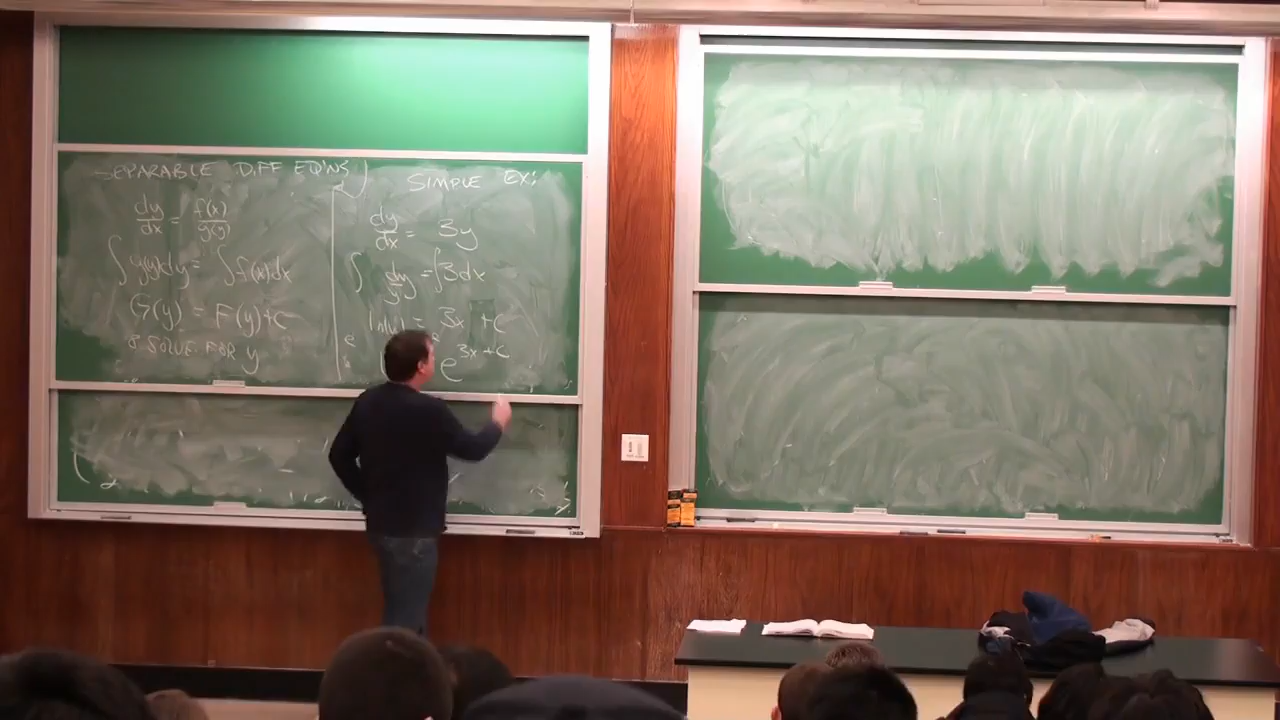 SEPARABLE DIFF EQ'NS
dy/dx = f(x)/g(y)
∫ g(y)dy = ∫ f(x)dx
G(y) = F(y)+C
SOLVE FOR y
SIMPLE EX:
dy/dx = 3y
∫ dy/y = ∫ 3dx
ln|y| = 3x + C
e^{3x + C}